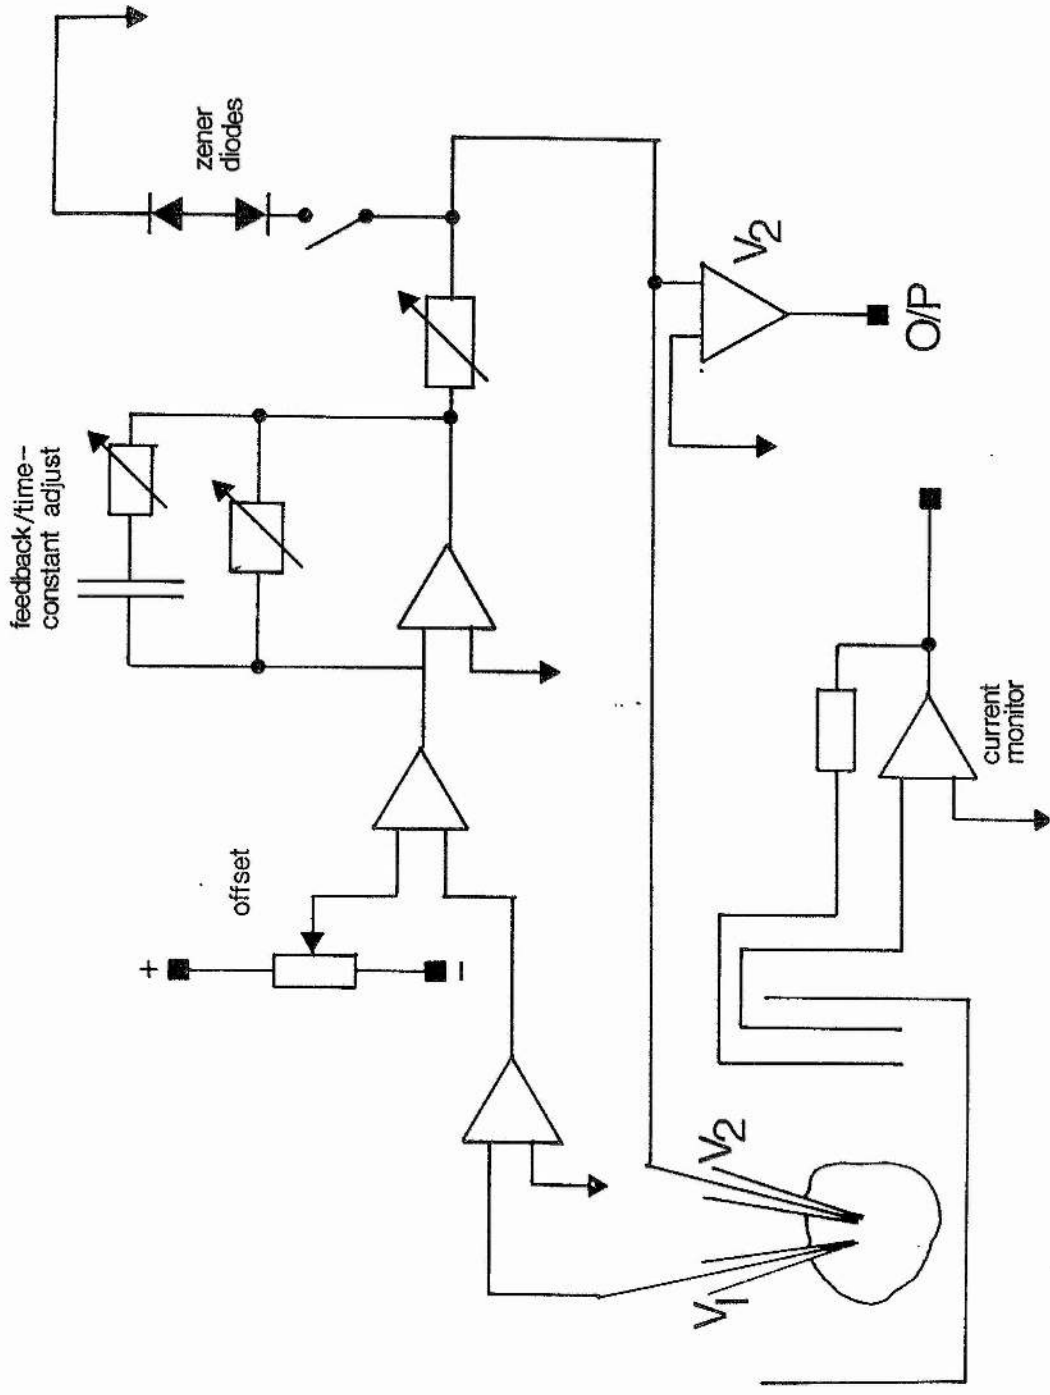 feedback/time-
constant adjust
zener
diodes
offset
+
-
V2
O/P
V1
V2
current
monitor